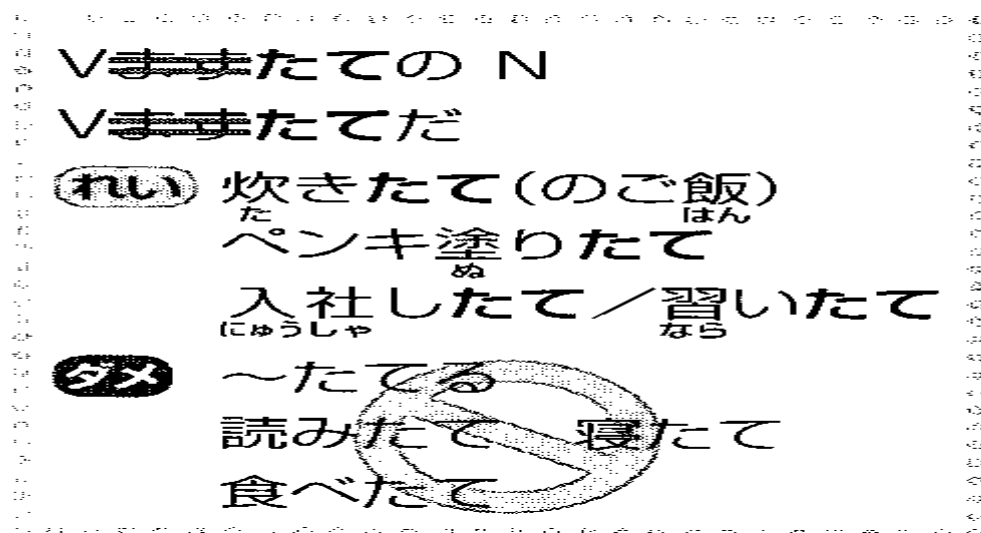 VますたてのN
Vますたてだ
れい 炊きたて(のご飯)
た はん
ペンキ塗りたて
ぬ
入社したて／習いたて
にゅうしゃ なら
ダメ ～たてる
読みたて 寝たて
食べたて